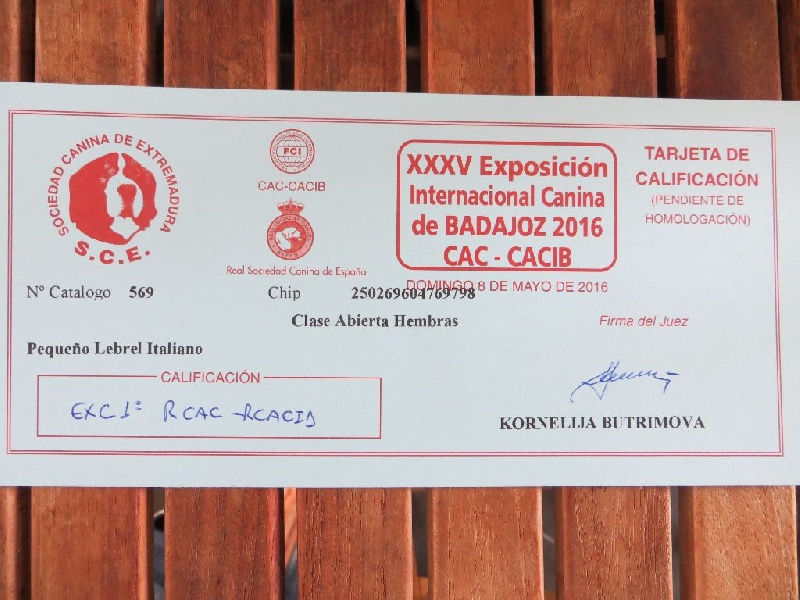 SOCIEDAD CANINA DE EXTREMADURA
S.C.E.
FCI
CAC-CACIB
Real Sociedad Canina de España
XXXV Exposición
Internacional Canina
de BADAJOZ 2016
CAC - CACIB
DOMINGO 8 DE MAYO DE 2016
TARJETA DE
CALIFICACIÓN
(PENDIENTE DE
HOMOLOGACIÓN)
Nº Catalogo 569 Chip 250269604769798
Clase Abierta Hembras
Firma del Juez
Pequeño Lebrel Italiano
CALIFICACIÓN
EXC 1º RCAC - RCACIB
KORNELIJA BUTRIMOVA